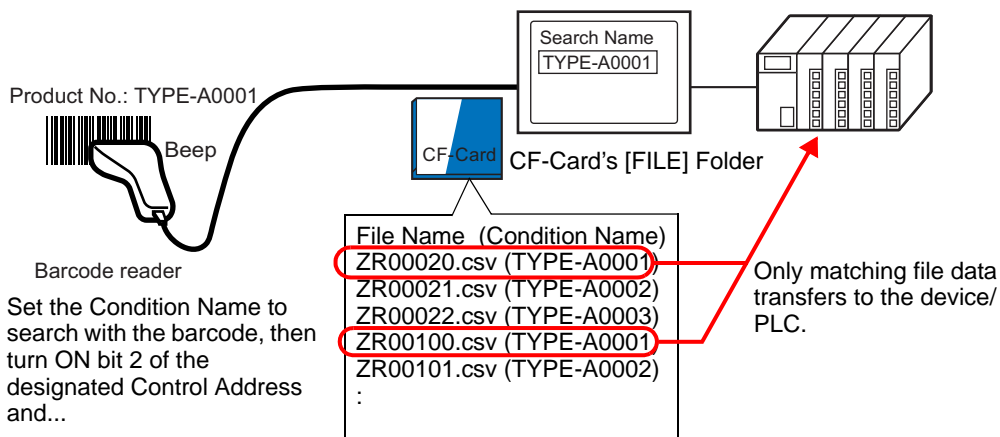 Search Name
TYPE-A0001
Product No.: TYPE-A0001
Beep
CF-Card
CF-Card's [FILE] Folder
File Name (Condition Name)
ZR00020.csv (TYPE-A0001)
ZR00021.csv (TYPE-A0002)
ZR00022.csv (TYPE-A0003)
ZR00100.csv (TYPE-A0001)
ZR00101.csv (TYPE-A0002)
:
Barcode reader
Set the Condition Name to
search with the barcode, then
turn ON bit 2 of the
designated Control Address
and...
Only matching file data
transfers to the device/
PLC.